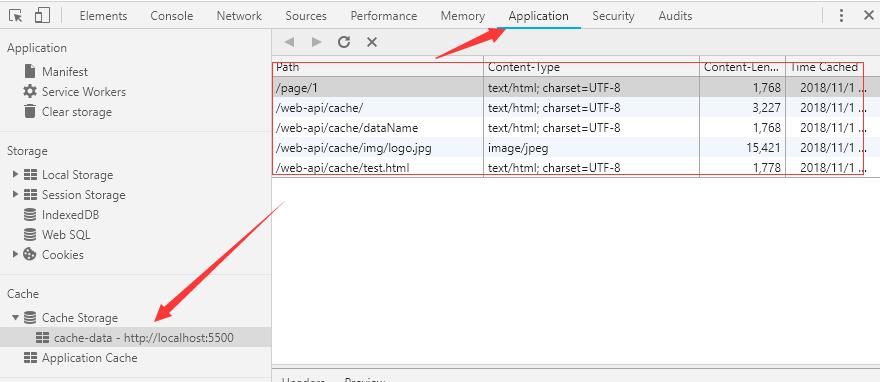 Elements Console Network Sources Performance Memory Application Security Audits
Application
Manifest
Service Workers
Clear storage
Storage
Local Storage
Session Storage
IndexedDB
Web SQL
Cookies
Cache
Cache Storage
cache-data - http://localhost:5500
Application Cache
Path Content-Type Content-Len... Time Cached
/page/1 text/html; charset=UTF-8 1,768 2018/11/1 ...
/web-api/cache/ text/html; charset=UTF-8 3,227 2018/11/1 ...
/web-api/cache/dataName text/html; charset=UTF-8 1,768 2018/11/1 ...
/web-api/cache/img/logo.jpg image/jpeg 15,421 2018/11/1 ...
/web-api/cache/test.html text/html; charset=UTF-8 1,778 2018/11/1 ...
Headers Preview